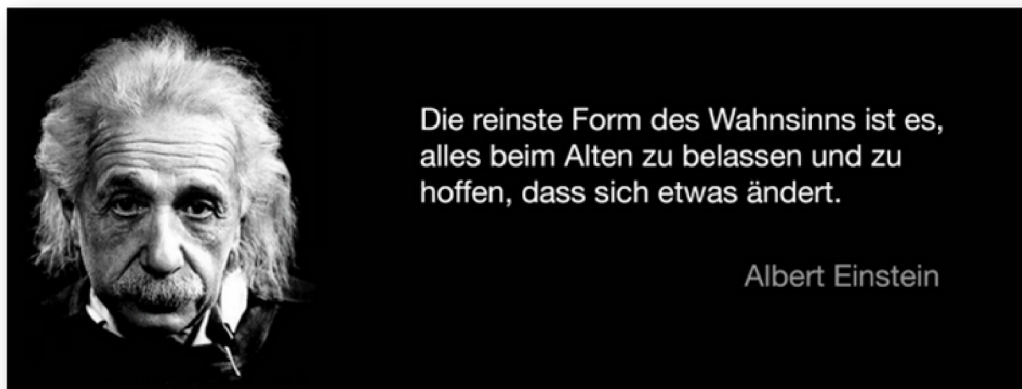 Die reinste Form des Wahnsinns ist es,
alles beim Alten zu belassen und zu
hoffen, dass sich etwas ändert.
Albert Einstein